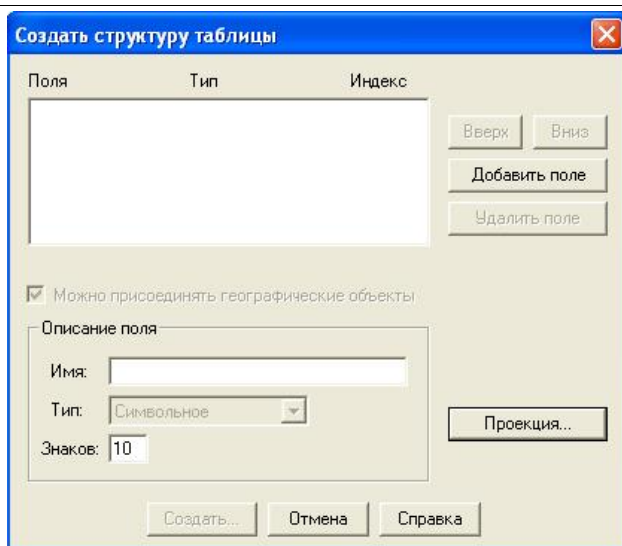 Создать структуру таблицы
Поля Тип Индекс
Вверх Вниз
Добавить поле
Удалить поле
Можно присоединять географические объекты
Описание поля
Имя:
Тип: Символьное
Знаков: 10
Проекция...
Создать... Отмена Справка